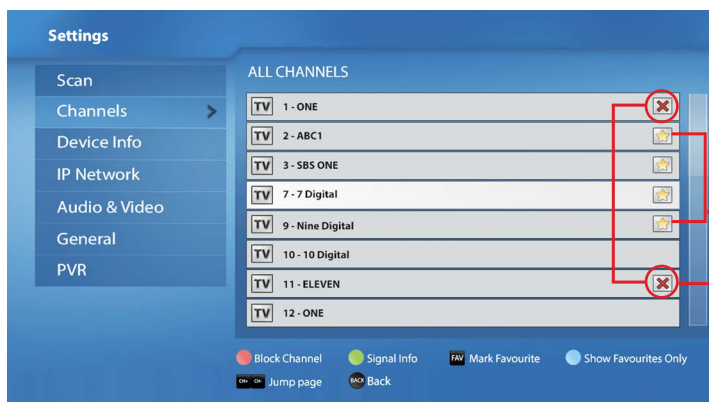 Settings
Scan
Channels >
Device Info
IP Network
Audio & Video
General
PVR
ALL CHANNELS
TV 1 - ONE
TV 2 - ABC1
TV 3 - SBS ONE
TV 7 - 7 Digital
TV 9 - Nine Digital
TV 10 - 10 Digital
TV 11 - ELEVEN
TV 12 - ONE
Block Channel Signal Info FAV Mark Favourite Show Favourites Only
CH+ CH- Jump page BACK Back